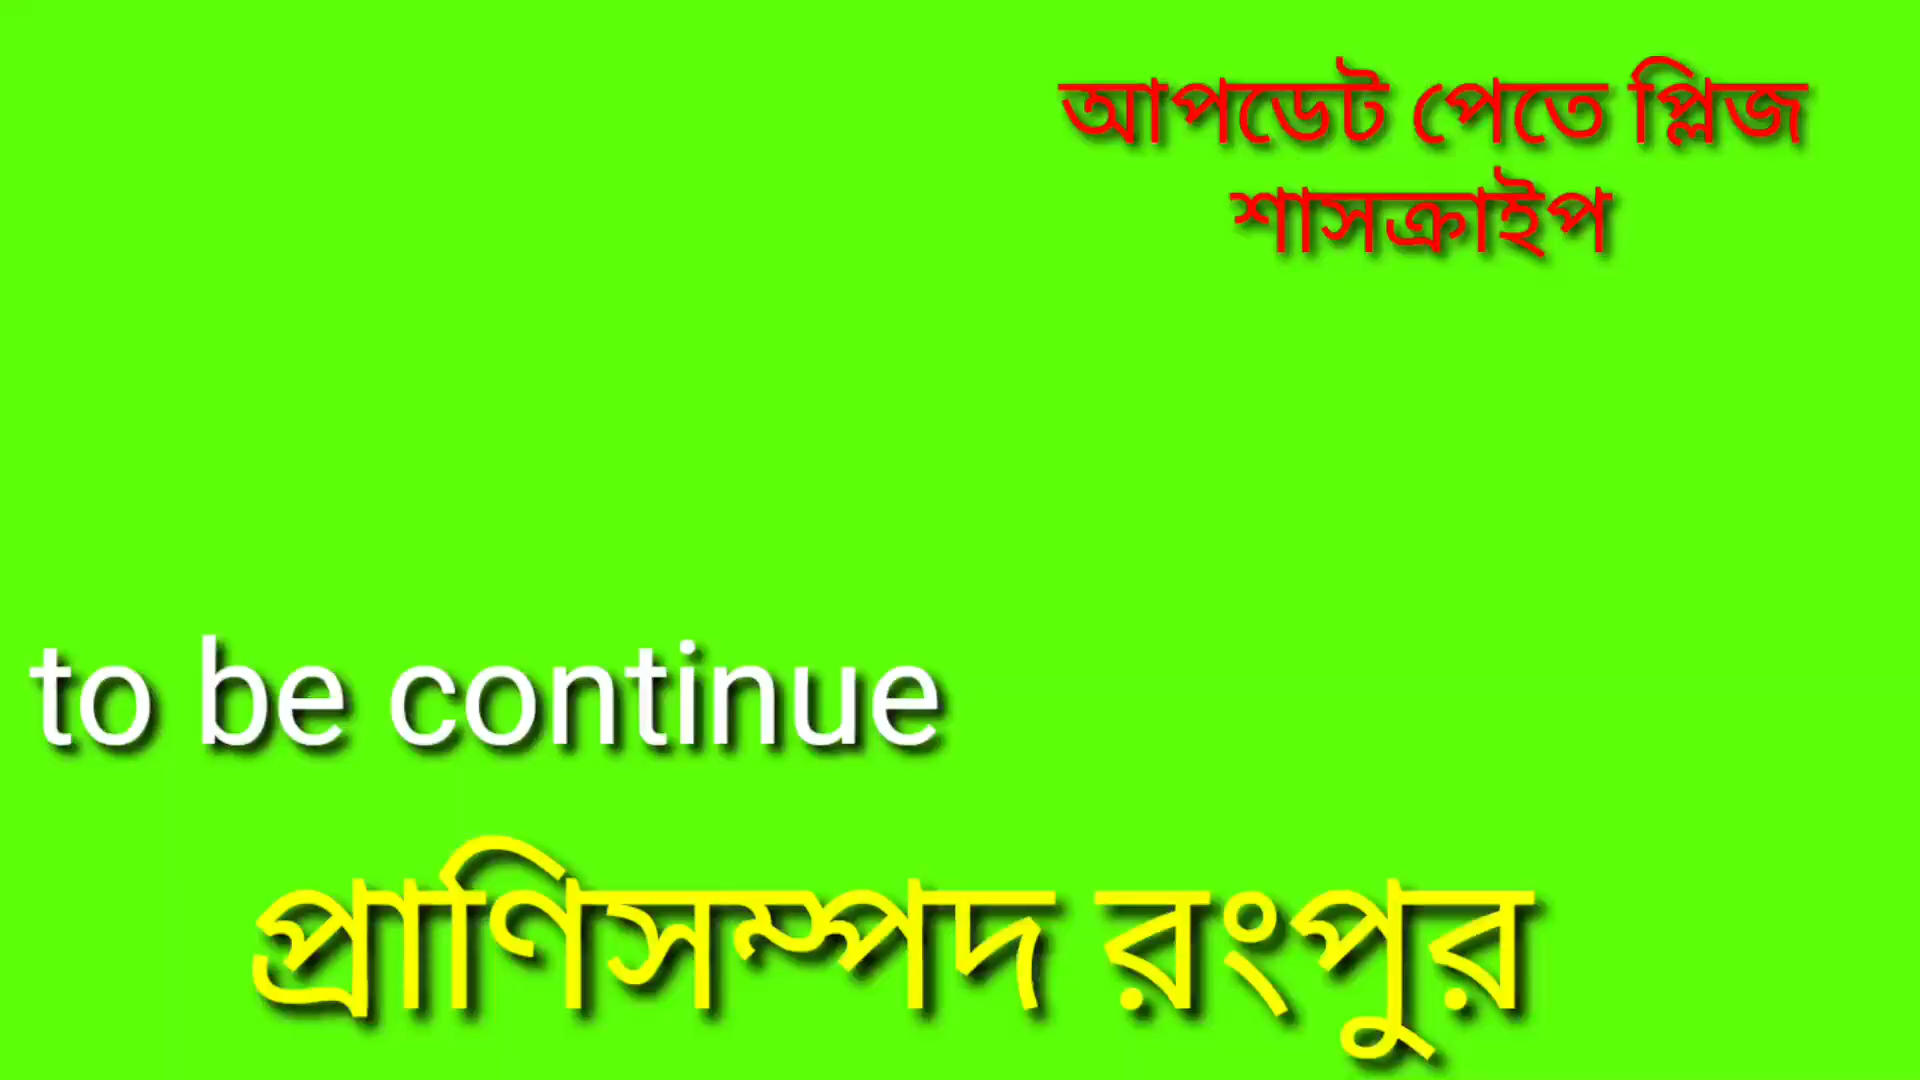 আপডেট পেতে প্লিজ
শাসক্রাইপ
to be continue
প্রাণিসম্পদ রংপুর